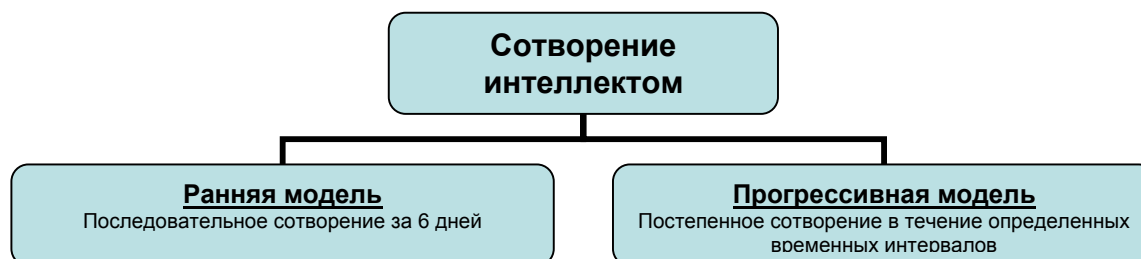 Сотворение
интеллектом
Ранняя модель
Последовательное сотворение за 6 дней
Прогрессивная модель
Постепенное сотворение в течение определенных
временных интервалов